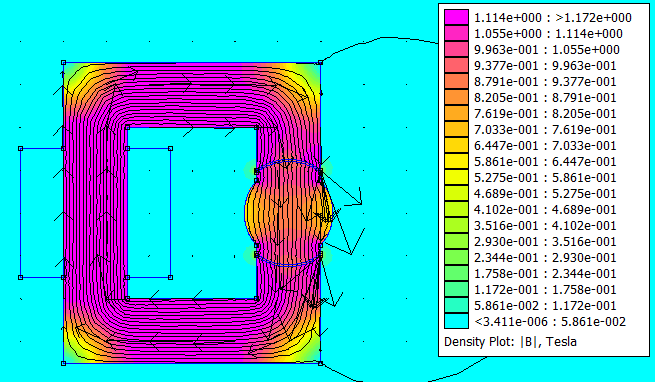 1.114e+000 : >1.172e+000
1.055e+000 : 1.114e+000
9.963e-001 : 1.055e+000
9.377e-001 : 9.963e-001
8.791e-001 : 9.377e-001
8.205e-001 : 8.791e-001
7.619e-001 : 8.205e-001
7.033e-001 : 7.619e-001
6.447e-001 : 7.033e-001
5.861e-001 : 6.447e-001
5.275e-001 : 5.861e-001
4.689e-001 : 5.275e-001
4.102e-001 : 4.689e-001
3.516e-001 : 4.102e-001
2.930e-001 : 3.516e-001
2.344e-001 : 2.930e-001
1.758e-001 : 2.344e-001
1.172e-001 : 1.758e-001
5.861e-002 : 1.172e-001
<3.411e-006 : 5.861e-002
Density Plot: |B|, Tesla